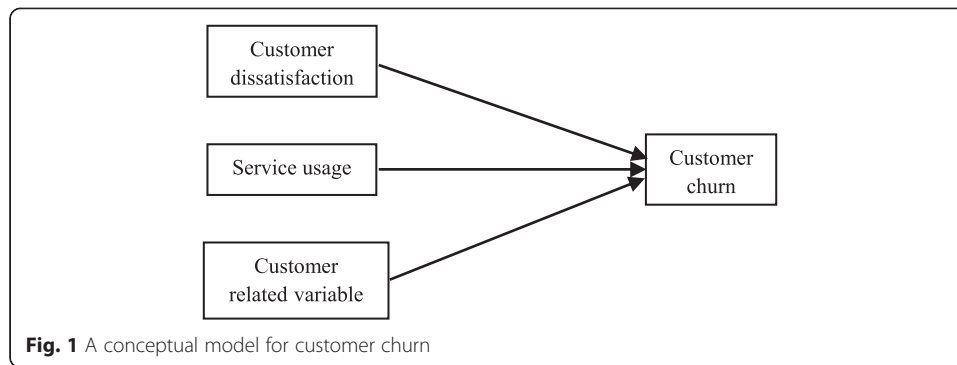 Customer
dissatisfaction
Service usage
Customer
related variable
Customer
churn
Fig. 1 A conceptual model for customer churn